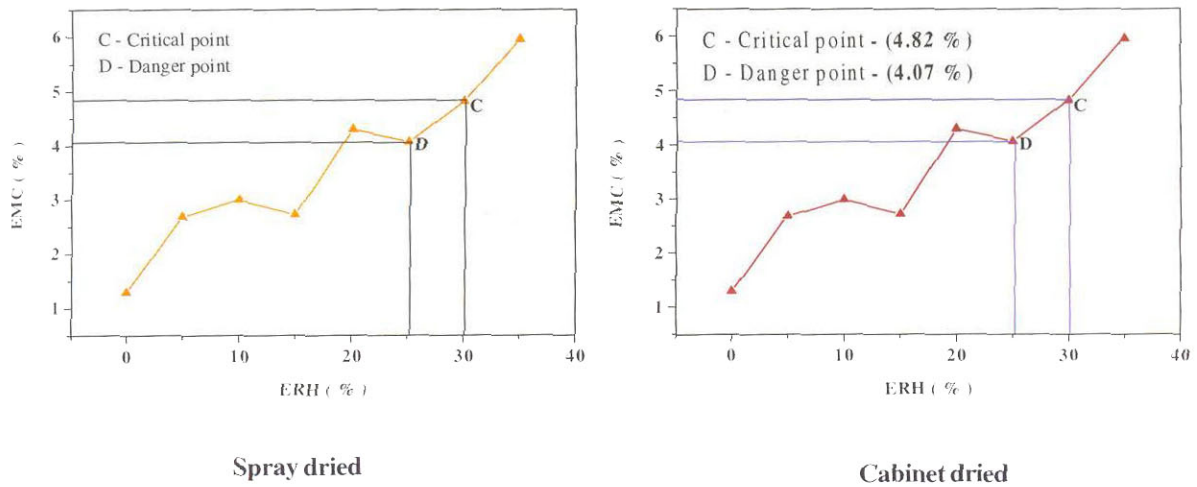 C - Critical point
D - Danger point
6
5
4
3
2
1
EMC ( % )
C
D
0
10
20
30
40
ERH ( % )
Spray dried
C - Critical point - (4.82 %)
D - Danger point - (4.07 %)
6
5
4
3
2
1
EMC ( % )
C
D
0
10
20
30
40
ERH ( % )
Cabinet dried